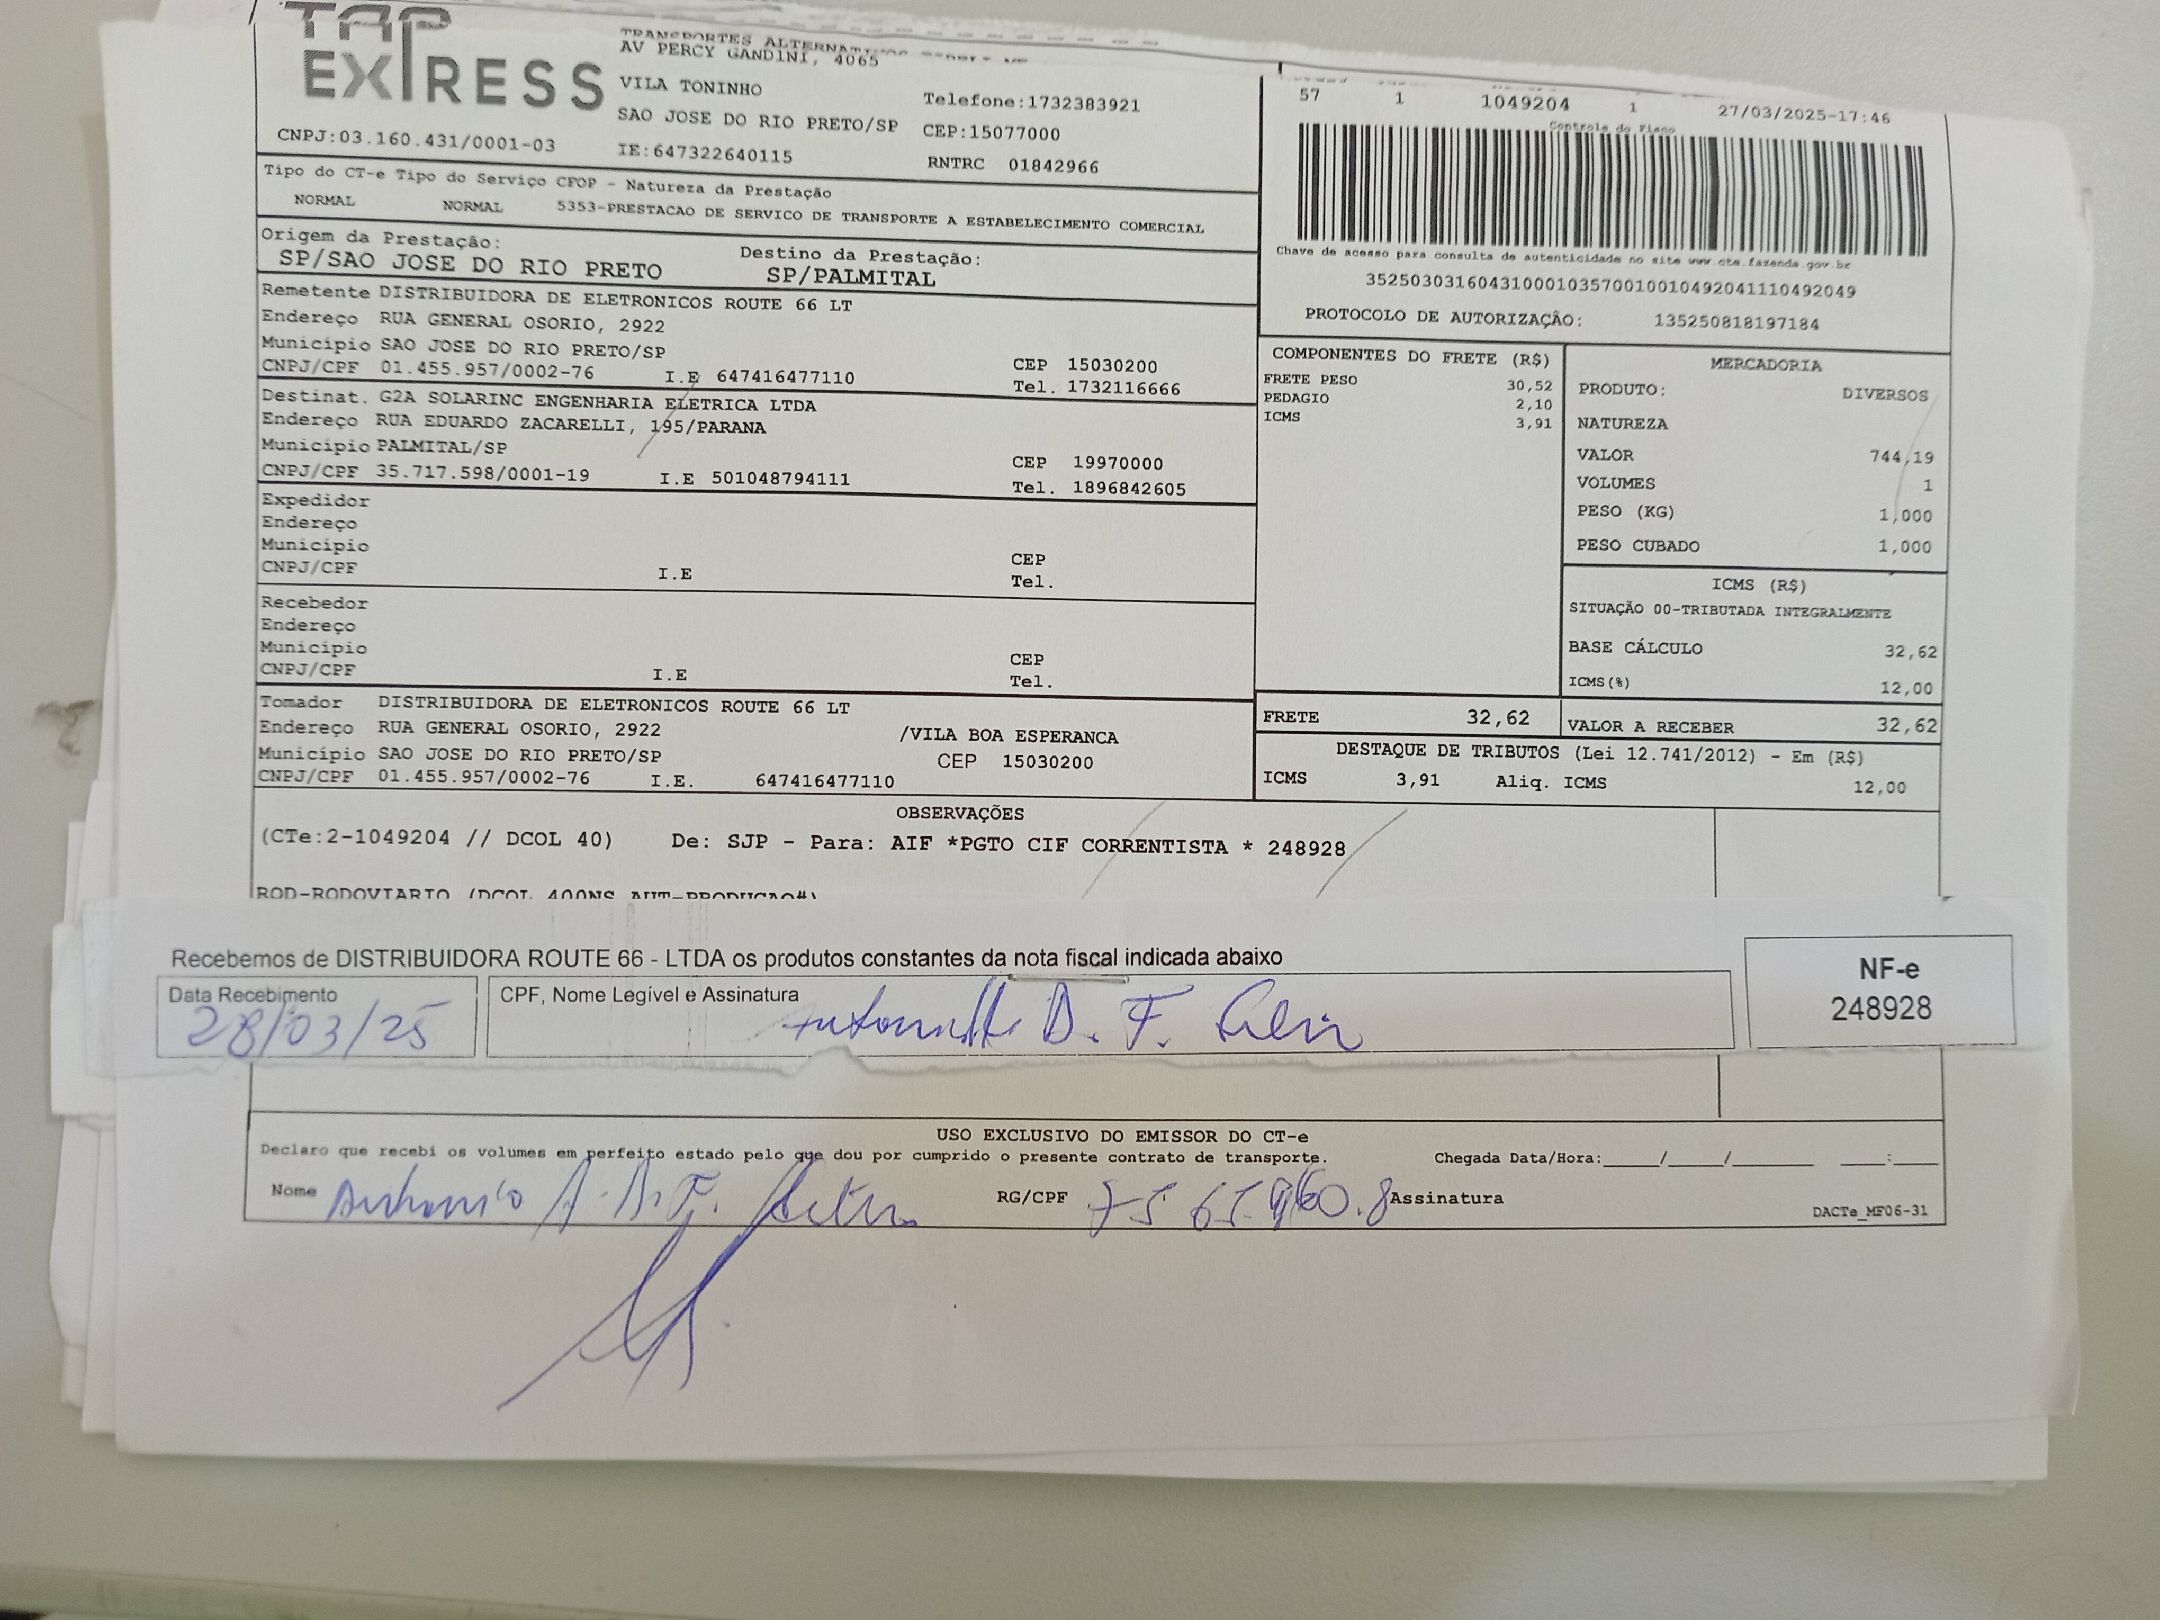 TAP
EXPRESS
TRANSPORTES
AV PERCY GANDINI, 4065
VILA TONINHO
Telefone:1732383921
SAO JOSE DO RIO PRETO/SP CEP:15077000
CNPJ:03.160.431/0001-03 IE:647322640115 RNTRC 01842966
57 1 1049204 1 27/03/2025-17:46
Controle do Fisco
Chave de acesso para consulta de autenticidade no site www.cte.fazenda.gov.br
35250303160431000103570010010492041110492049
PROTOCOLO DE AUTORIZAÇÃO: 135250818197184
Tipo do CT-e Tipo do Serviço CFOP - Natureza da Prestação
NORMAL NORMAL 5353-PRESTACAO DE SERVICO DE TRANSPORTE A ESTABELECIMENTO COMERCIAL
Origem da Prestação: Destino da Prestação:
SP/SAO JOSE DO RIO PRETO SP/PALMITAL
Remetente DISTRIBUIDORA DE ELETRONICOS ROUTE 66 LT
Endereço RUA GENERAL OSORIO, 2922
Município SAO JOSE DO RIO PRETO/SP CEP 15030200
CNPJ/CPF 01.455.957/0002-76 I.E 647416477110 Tel. 1732116666
Destinat. G2A SOLARINC ENGENHARIA ELETRICA LTDA
Endereço RUA EDUARDO ZACARELLI, 195/PARANA
Município PALMITAL/SP CEP 19970000
CNPJ/CPF 35.717.598/0001-19 I.E 501048794111 Tel. 1896842605
Expedidor
Endereço
Município CEP
CNPJ/CPF I.E Tel.
Recebedor
Endereço
Município CEP
CNPJ/CPF I.E Tel.
Tomador DISTRIBUIDORA DE ELETRONICOS ROUTE 66 LT
Endereço RUA GENERAL OSORIO, 2922 /VILA BOA ESPERANCA
Município SAO JOSE DO RIO PRETO/SP CEP 15030200
CNPJ/CPF 01.455.957/0002-76 I.E. 647416477110
COMPONENTES DO FRETE (R$)
FRETE PESO 30,52
PEDAGIO 2,10
ICMS 3,91
MERCADORIA
PRODUTO: DIVERSOS
NATUREZA
VALOR 744,19
VOLUMES 1
PESO (KG) 1,000
PESO CUBADO 1,000
ICMS (R$)
SITUAÇÃO 00-TRIBUTADA INTEGRALMENTE
BASE CÁLCULO 32,62
ICMS(%) 12,00
FRETE 32,62 VALOR A RECEBER 32,62
DESTAQUE DE TRIBUTOS (Lei 12.741/2012) - Em (R$)
ICMS 3,91 Aliq. ICMS 12,00
OBSERVAÇÕES
(CTe:2-1049204 // DCOL 40) De: SJP - Para: AIF *PGTO CIF CORRENTISTA * 248928
ROD-RODOVIARIO (DCOL
Recebemos de DISTRIBUIDORA ROUTE 66 - LTDA os produtos constantes da nota fiscal indicada abaixo
NF-e
248928
Data Recebimento CPF, Nome Legível e Assinatura
28/03/25 D. F.
USO EXCLUSIVO DO EMISSOR DO CT-e
Declaro que recebi os volumes em perfeito estado pelo que dou por cumprido o presente contrato de transporte. Chegada Data/Hora:____/____/______ ___:___
Nome Antonio A. D. F. RG/CPF Assinatura
DACTe_MF06-31